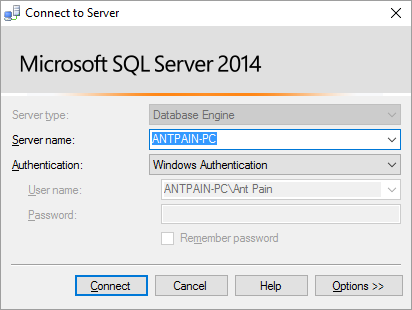 Connect to Server
Microsoft SQL Server 2014
Server type: Database Engine
Server name: ANTPAIN-PC
Authentication: Windows Authentication
User name: ANTPAIN-PC\Ant Pain
Password:
Remember password
Connect Cancel Help Options >>